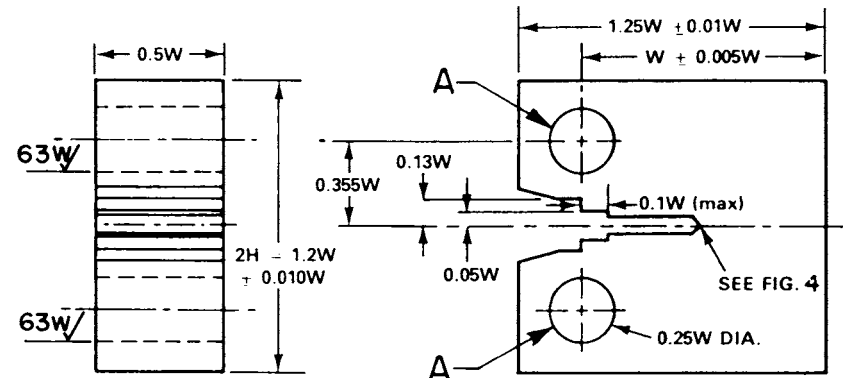 0.5W
1.25W ±0.01W
W ± 0.005W
A
63W
0.13W
0.355W
0.1W (max)
2H = 1.2W
± 0.010W
0.05W
SEE FIG. 4
63W
0.25W DIA.
A